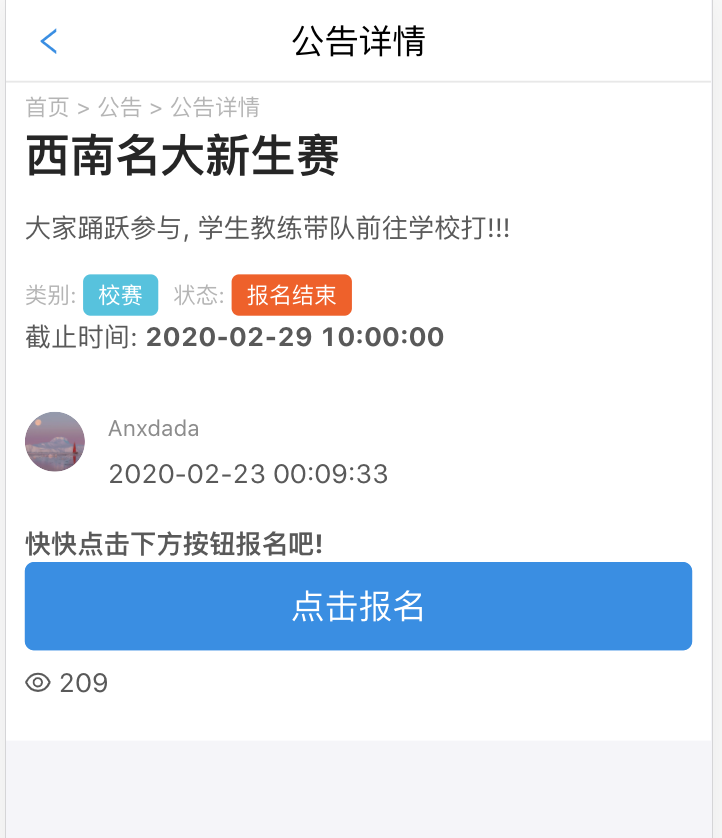 公告详情
首页 > 公告 > 公告详情
西南名大新生赛
大家踊跃参与, 学生教练带队前往学校打!!!
类别: 校赛 状态: 报名结束
截止时间: 2020-02-29 10:00:00
Anxdada
2020-02-23 00:09:33
快快点击下方按钮报名吧!
点击报名
209